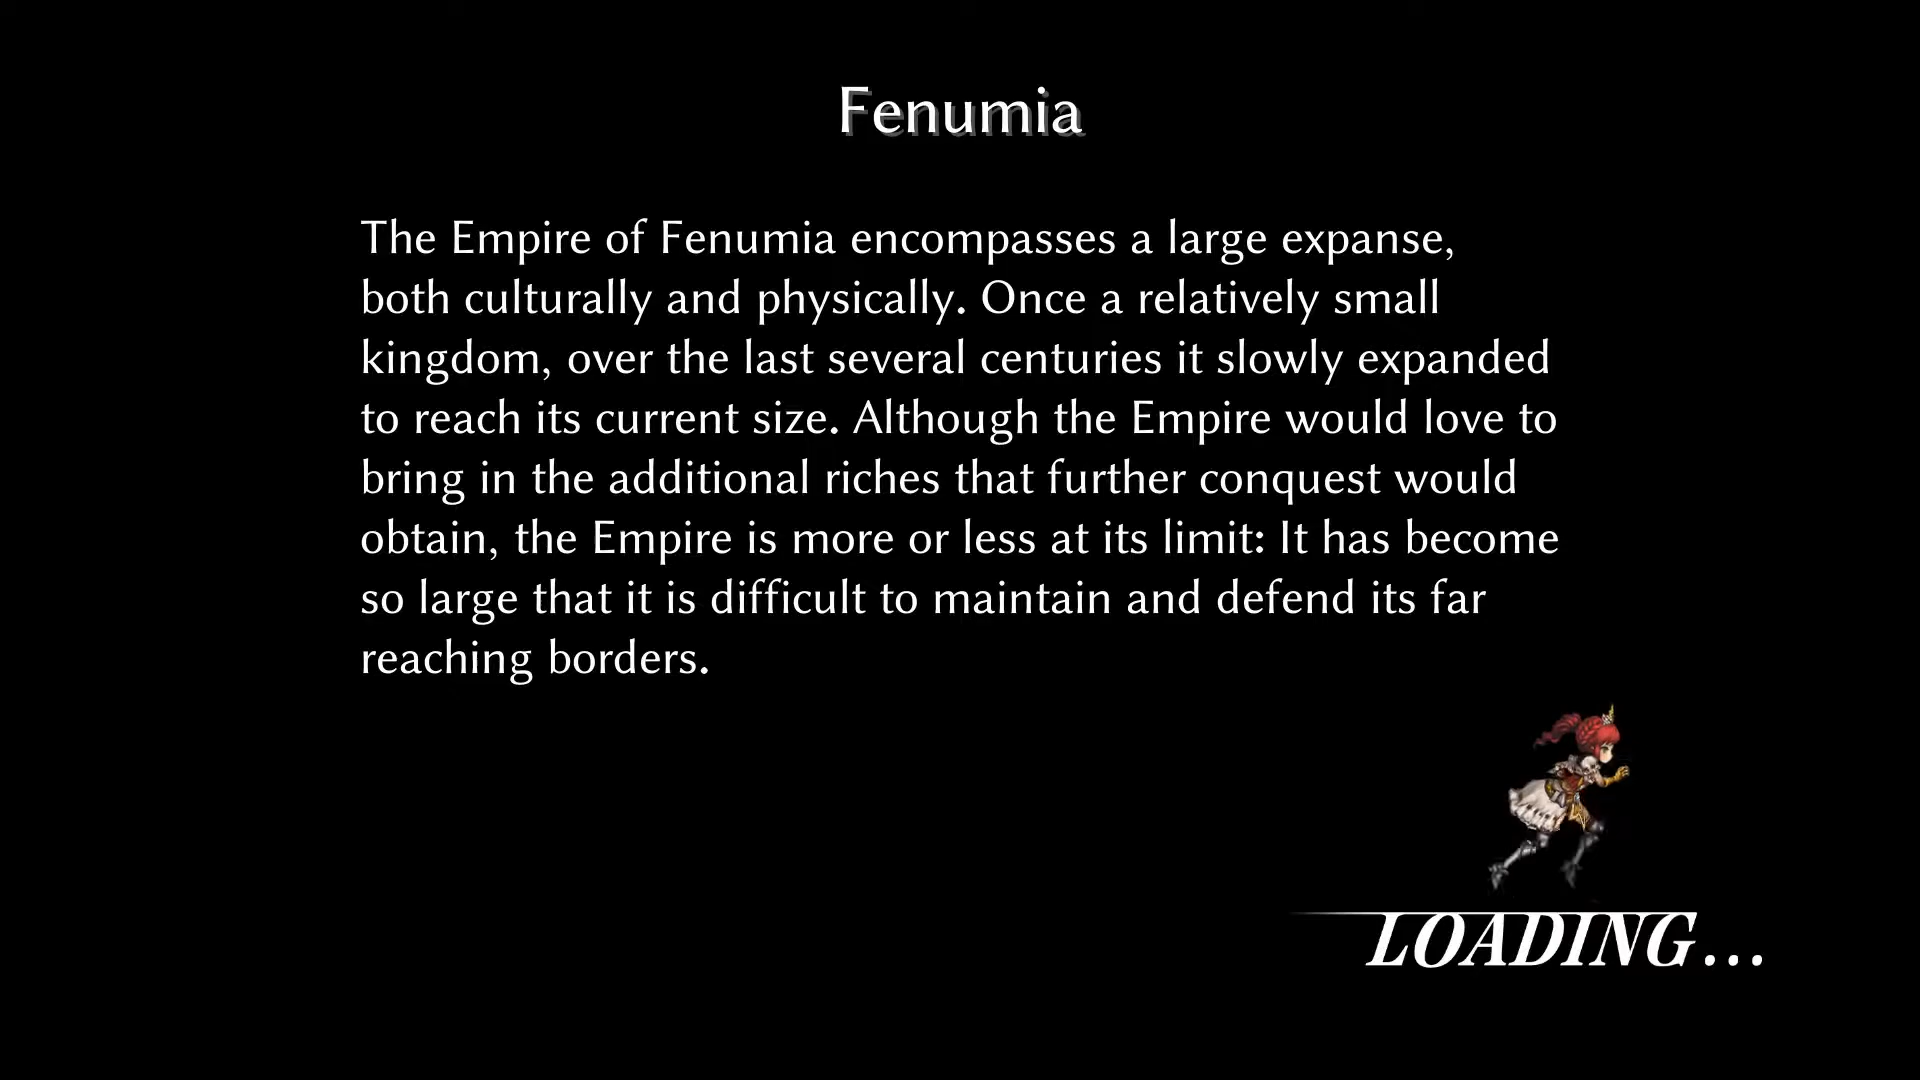 Fenumia
The Empire of Fenumia encompasses a large expanse,
both culturally and physically. Once a relatively small
kingdom, over the last several centuries it slowly expanded
to reach its current size. Although the Empire would love to
bring in the additional riches that further conquest would
obtain, the Empire is more or less at its limit: It has become
so large that it is difficult to maintain and defend its far
reaching borders.
LOADING...